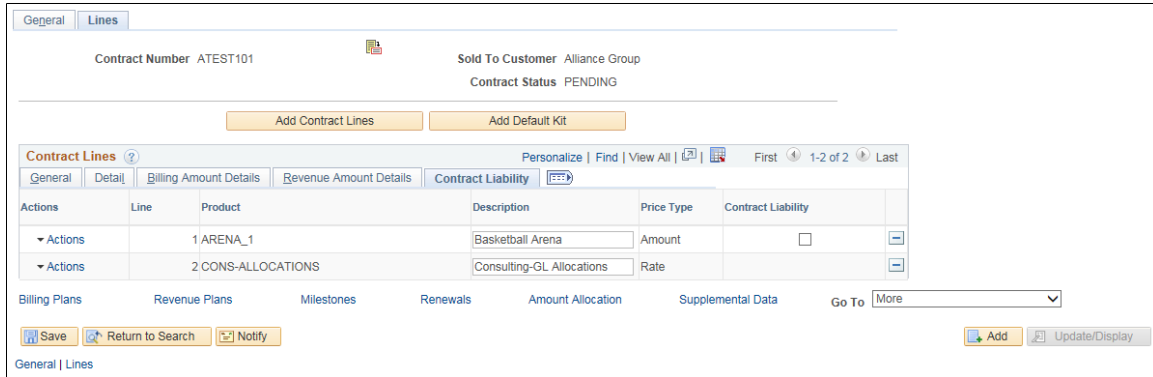 General Lines
Contract Number ATEST101 Sold To Customer Alliance Group
Contract Status PENDING
Add Contract Lines Add Default Kit
Contract Lines ? Personalize | Find | View All | | First 1-2 of 2 Last
General Detail Billing Amount Details Revenue Amount Details Contract Liability
Actions Line Product Description Price Type Contract Liability
Actions 1 ARENA_1 Basketball Arena Amount
Actions 2 CONS-ALLOCATIONS Consulting-GL Allocations Rate
Billing Plans Revenue Plans Milestones Renewals Amount Allocation Supplemental Data Go To More
Save Return to Search Notify Add Update/Display
General | Lines